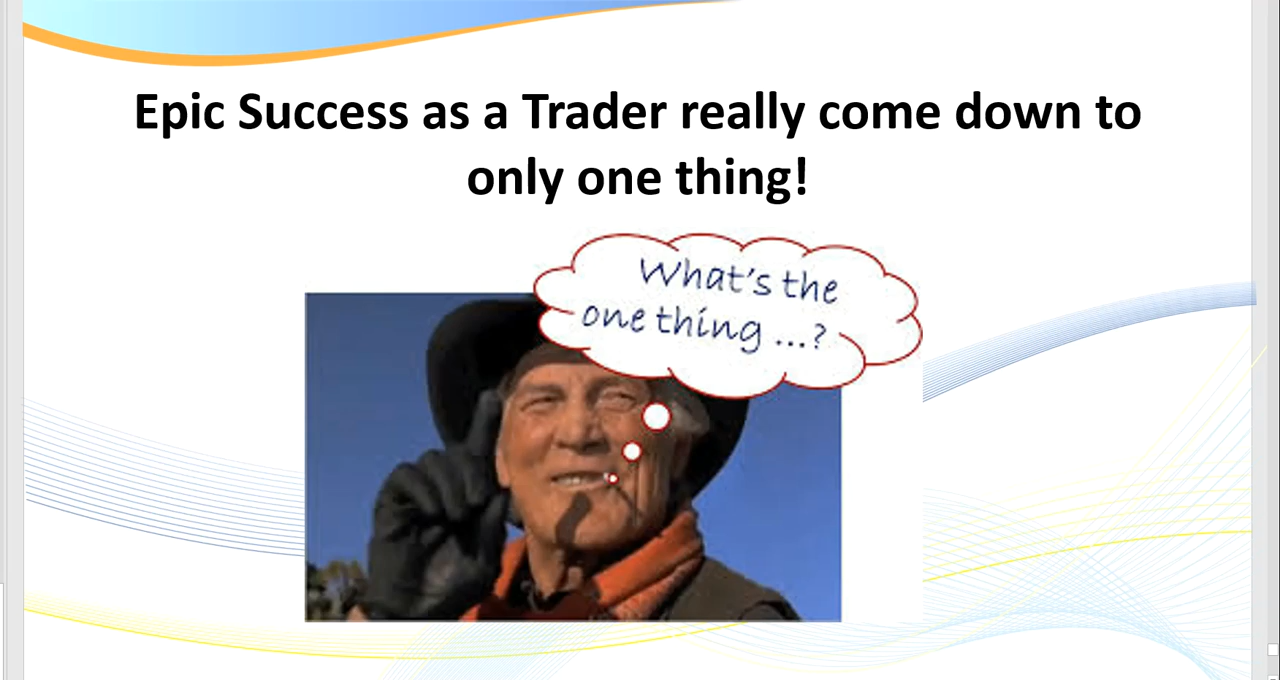 Epic Success as a Trader really come down to
only one thing!
What's the
one thing ...?